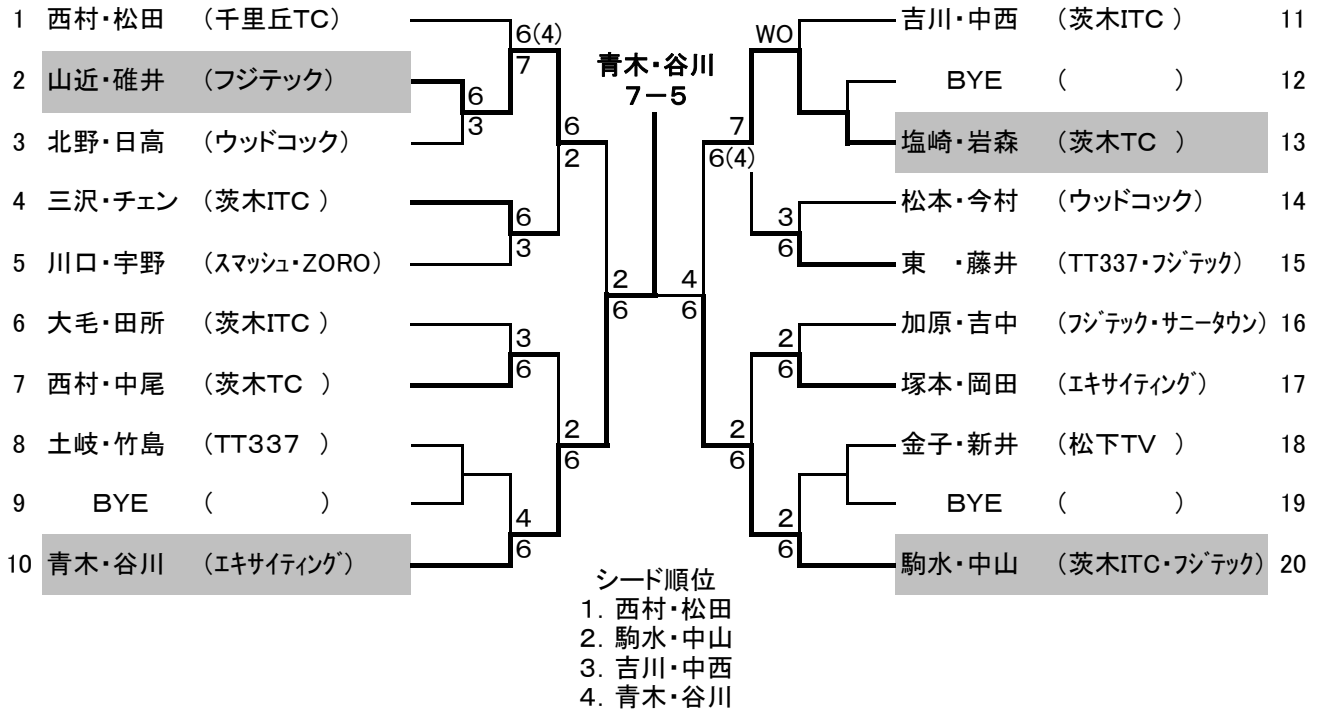 1 西村・松田 (千里丘TC)
2 山近・碓井 (フジテック)
3 北野・日高 (ウッドコック)
4 三沢・チェン (茨木ITC )
5 川口・宇野 (スマッシュ・ZORO)
6 大毛・田所 (茨木ITC )
7 西村・中尾 (茨木TC )
8 土岐・竹島 (TT337 )
9 BYE ( )
10 青木・谷川 (エキサイティング)
6(4)
7
6
3
6
2
6
3
3
6
2
6
4
6
2
6
青木・谷川
7-5
4
6
7
6(4)
WO
3
6
2
6
2
6
2
6
吉川・中西 (茨木ITC ) 11
BYE ( ) 12
塩崎・岩森 (茨木TC ) 13
松本・今村 (ウッドコック) 14
東 ・藤井 (TT337・フジテック) 15
加原・吉中 (フジテック・サニータウン) 16
塚本・岡田 (エキサイティング) 17
金子・新井 (松下TV ) 18
BYE ( ) 19
駒水・中山 (茨木ITC・フジテック) 20
シード順位
1. 西村・松田
2. 駒水・中山
3. 吉川・中西
4. 青木・谷川